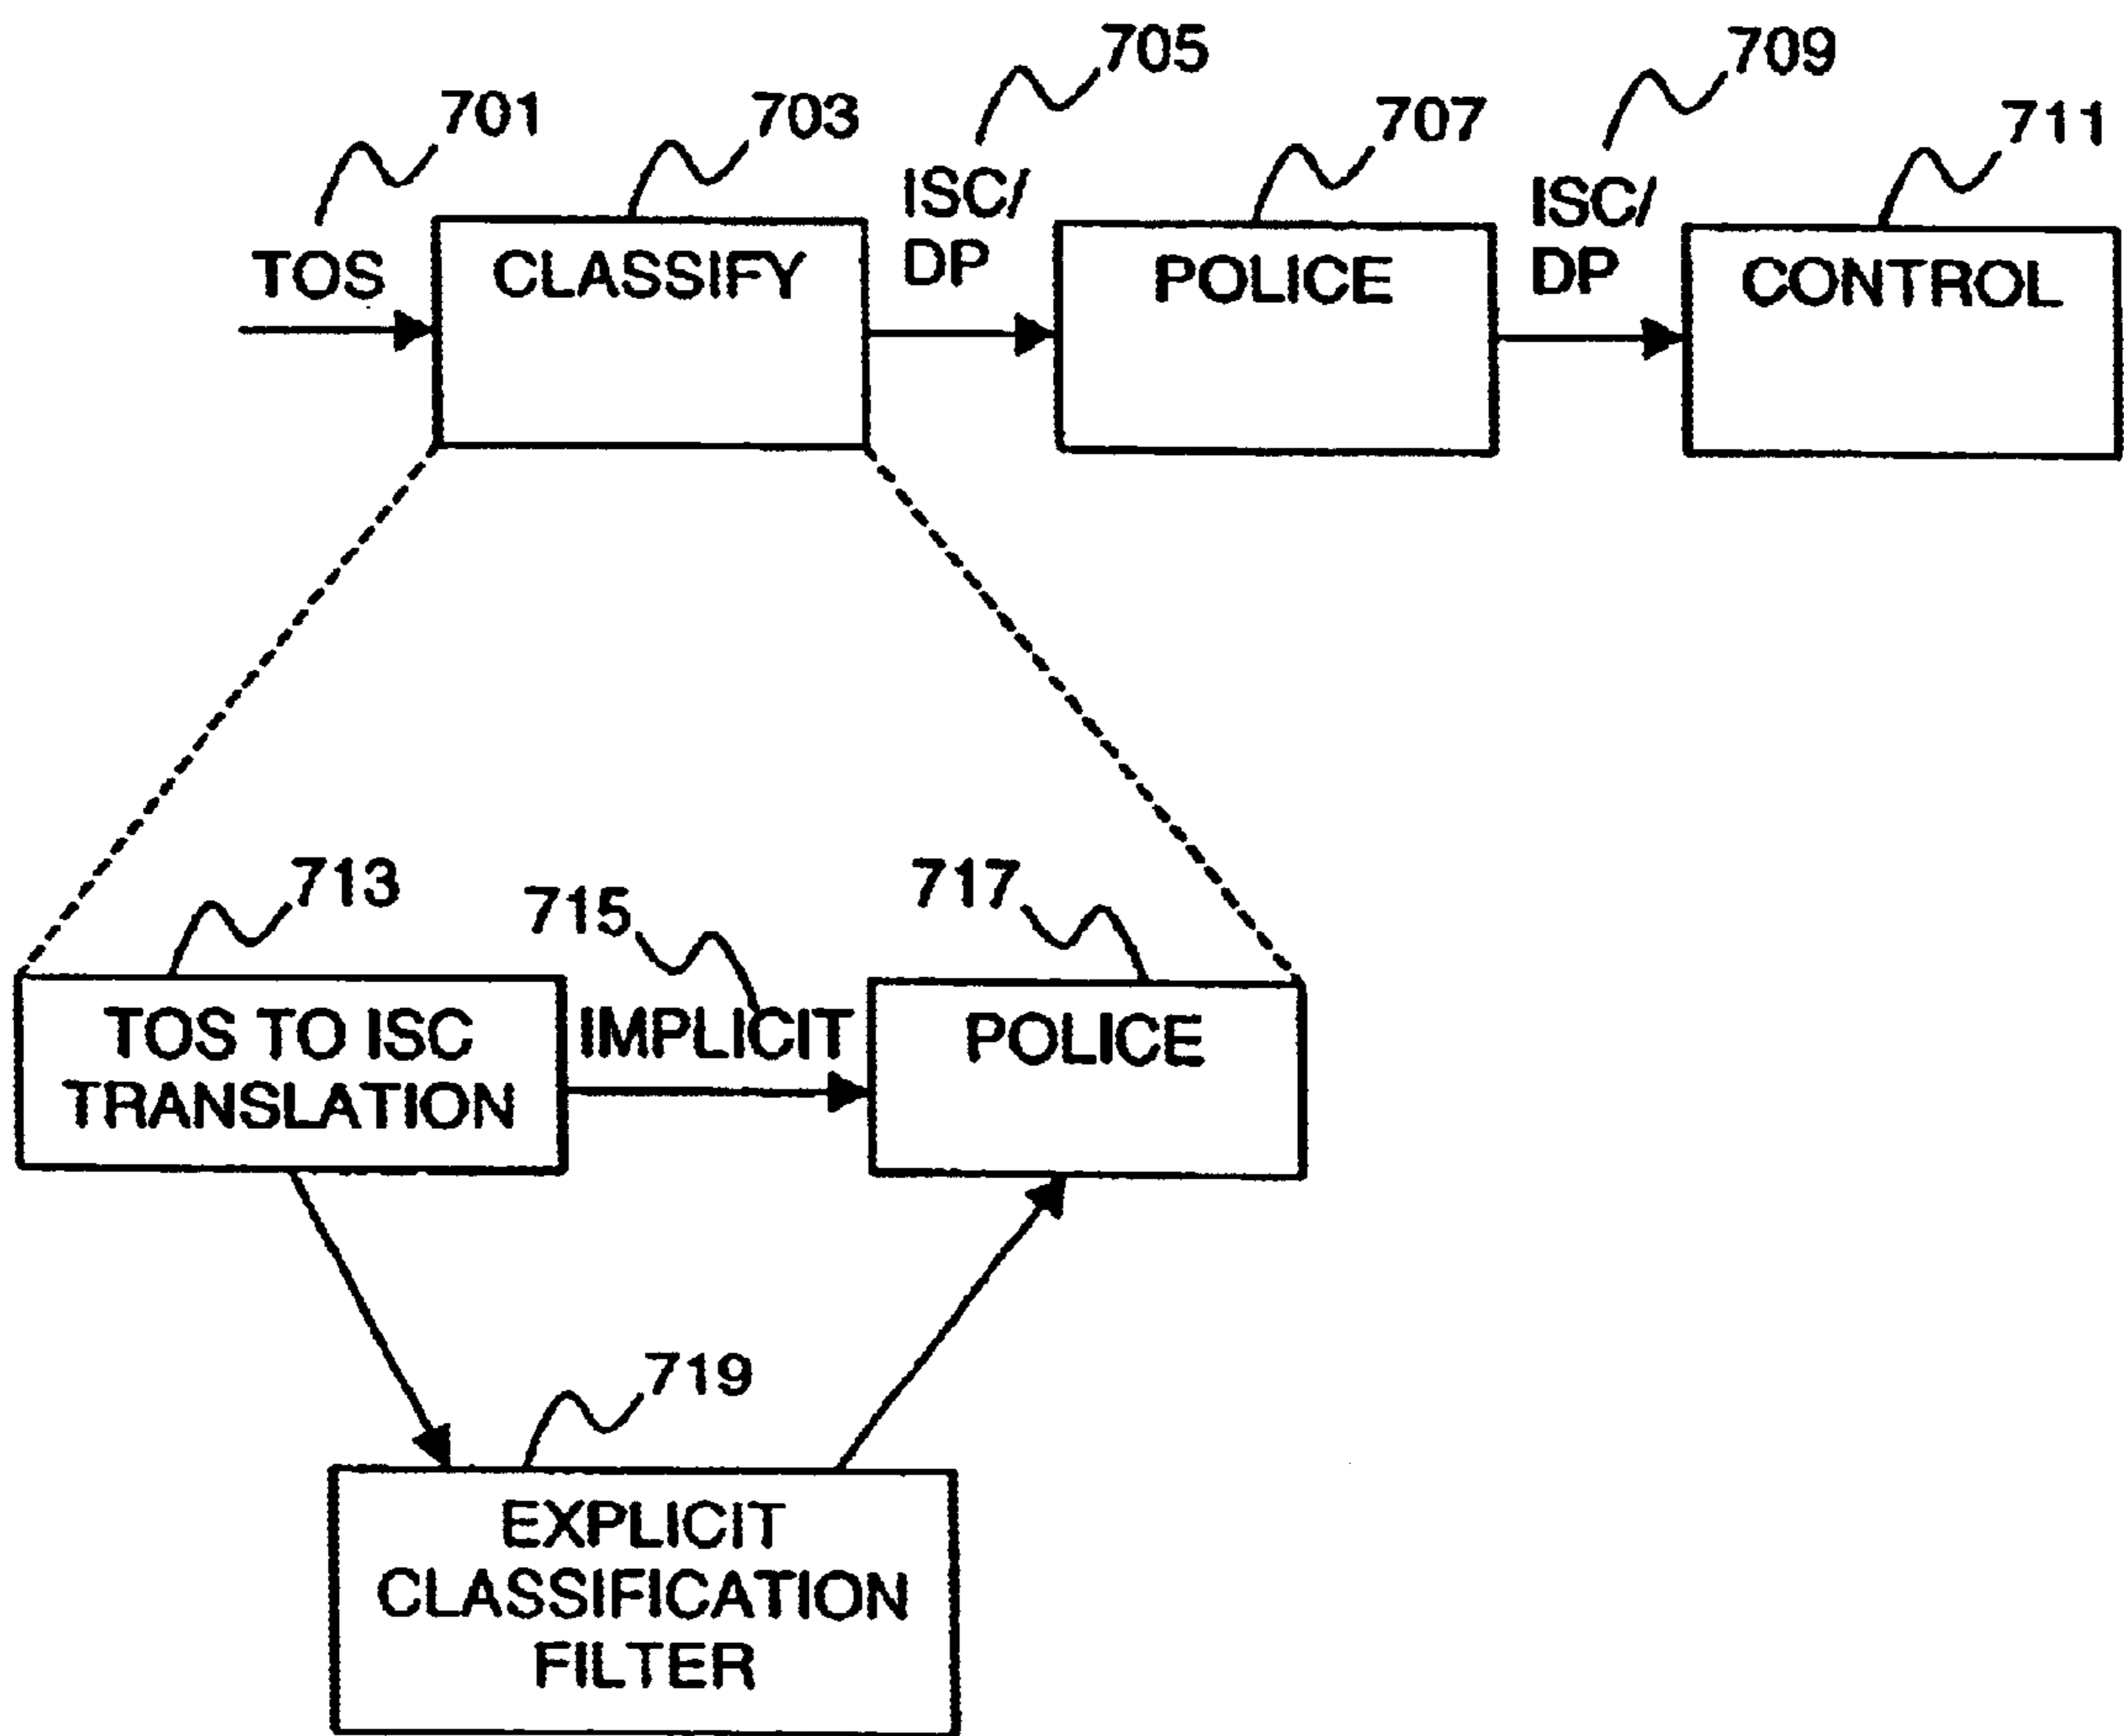 705
709
701
703
707
711
ISC/
DP
ISC/
DP
TOS
CLASSIFY
POLICE
CONTROL
713
715
717
TOS TO ISC
TRANSLATION
IMPLICIT
POLICE
719
EXPLICIT
CLASSIFICATION
FILTER